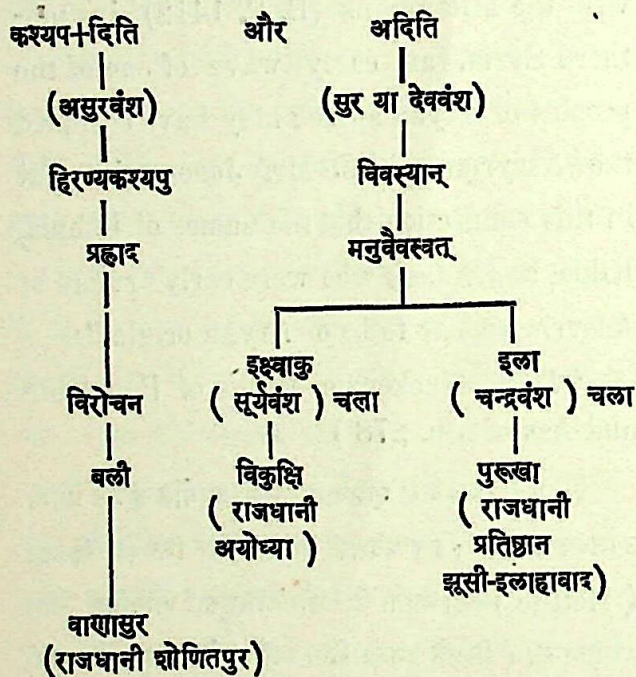 कश्यप+दिति और अदिति
(असुरवंश) (सुर या देववंश)
हिरण्यकश्यपु विवस्यान्
प्रह्लाद मनुवैवस्वत्
इक्ष्वाकु इला
विरोचन ( सूर्यवंश ) चला ( चन्द्रवंश ) चला
बली विकुक्षि पुरूखा
( राजधानी ( राजधानी
अयोध्या ) प्रतिष्ठान
झूसी-इलाहावाद)
वाणासुर
(राजधानी शोणितपुर)